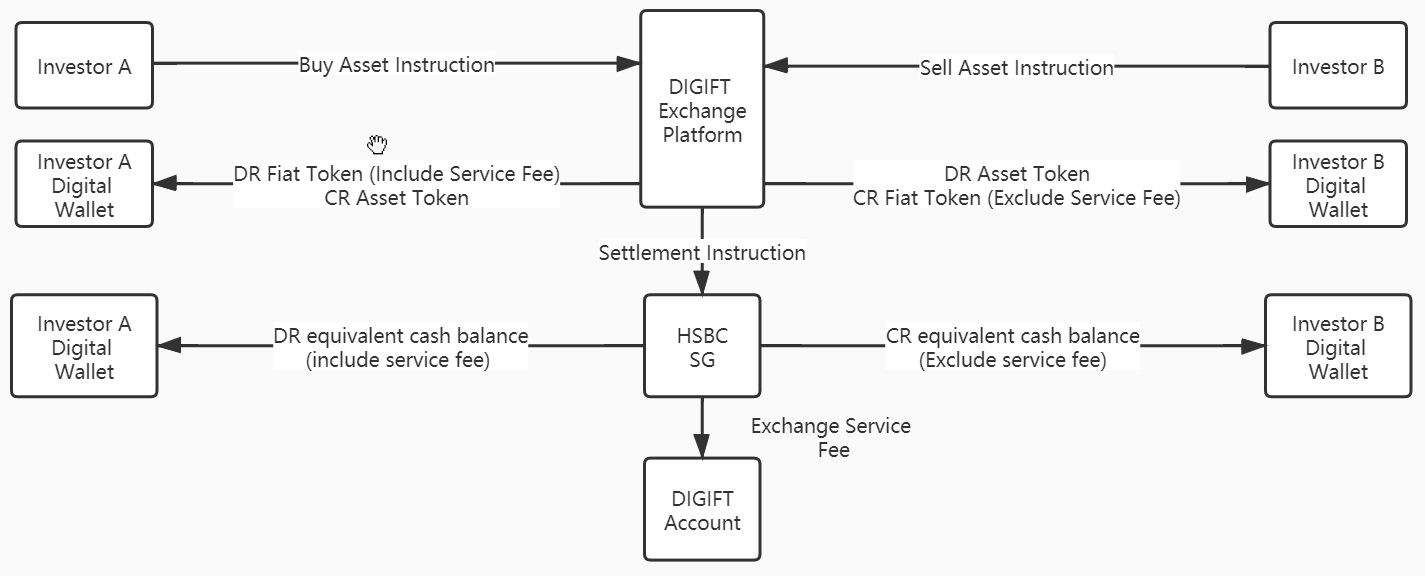 Investor A
Buy Asset Instruction
DIGIFT
Exchange
Platform
Sell Asset Instruction
Investor B
Investor A
Digital
Wallet
DR Fiat Token (Include Service Fee)
CR Asset Token
DR Asset Token
CR Fiat Token (Exclude Service Fee)
Investor B
Digital
Wallet
Settlement Instruction
Investor A
Digital
Wallet
DR equivalent cash balance
(include service fee)
HSBC
SG
CR equivalent cash balance
(Exclude service fee)
Investor B
Digital
Wallet
Exchange Service
Fee
DIGIFT
Account